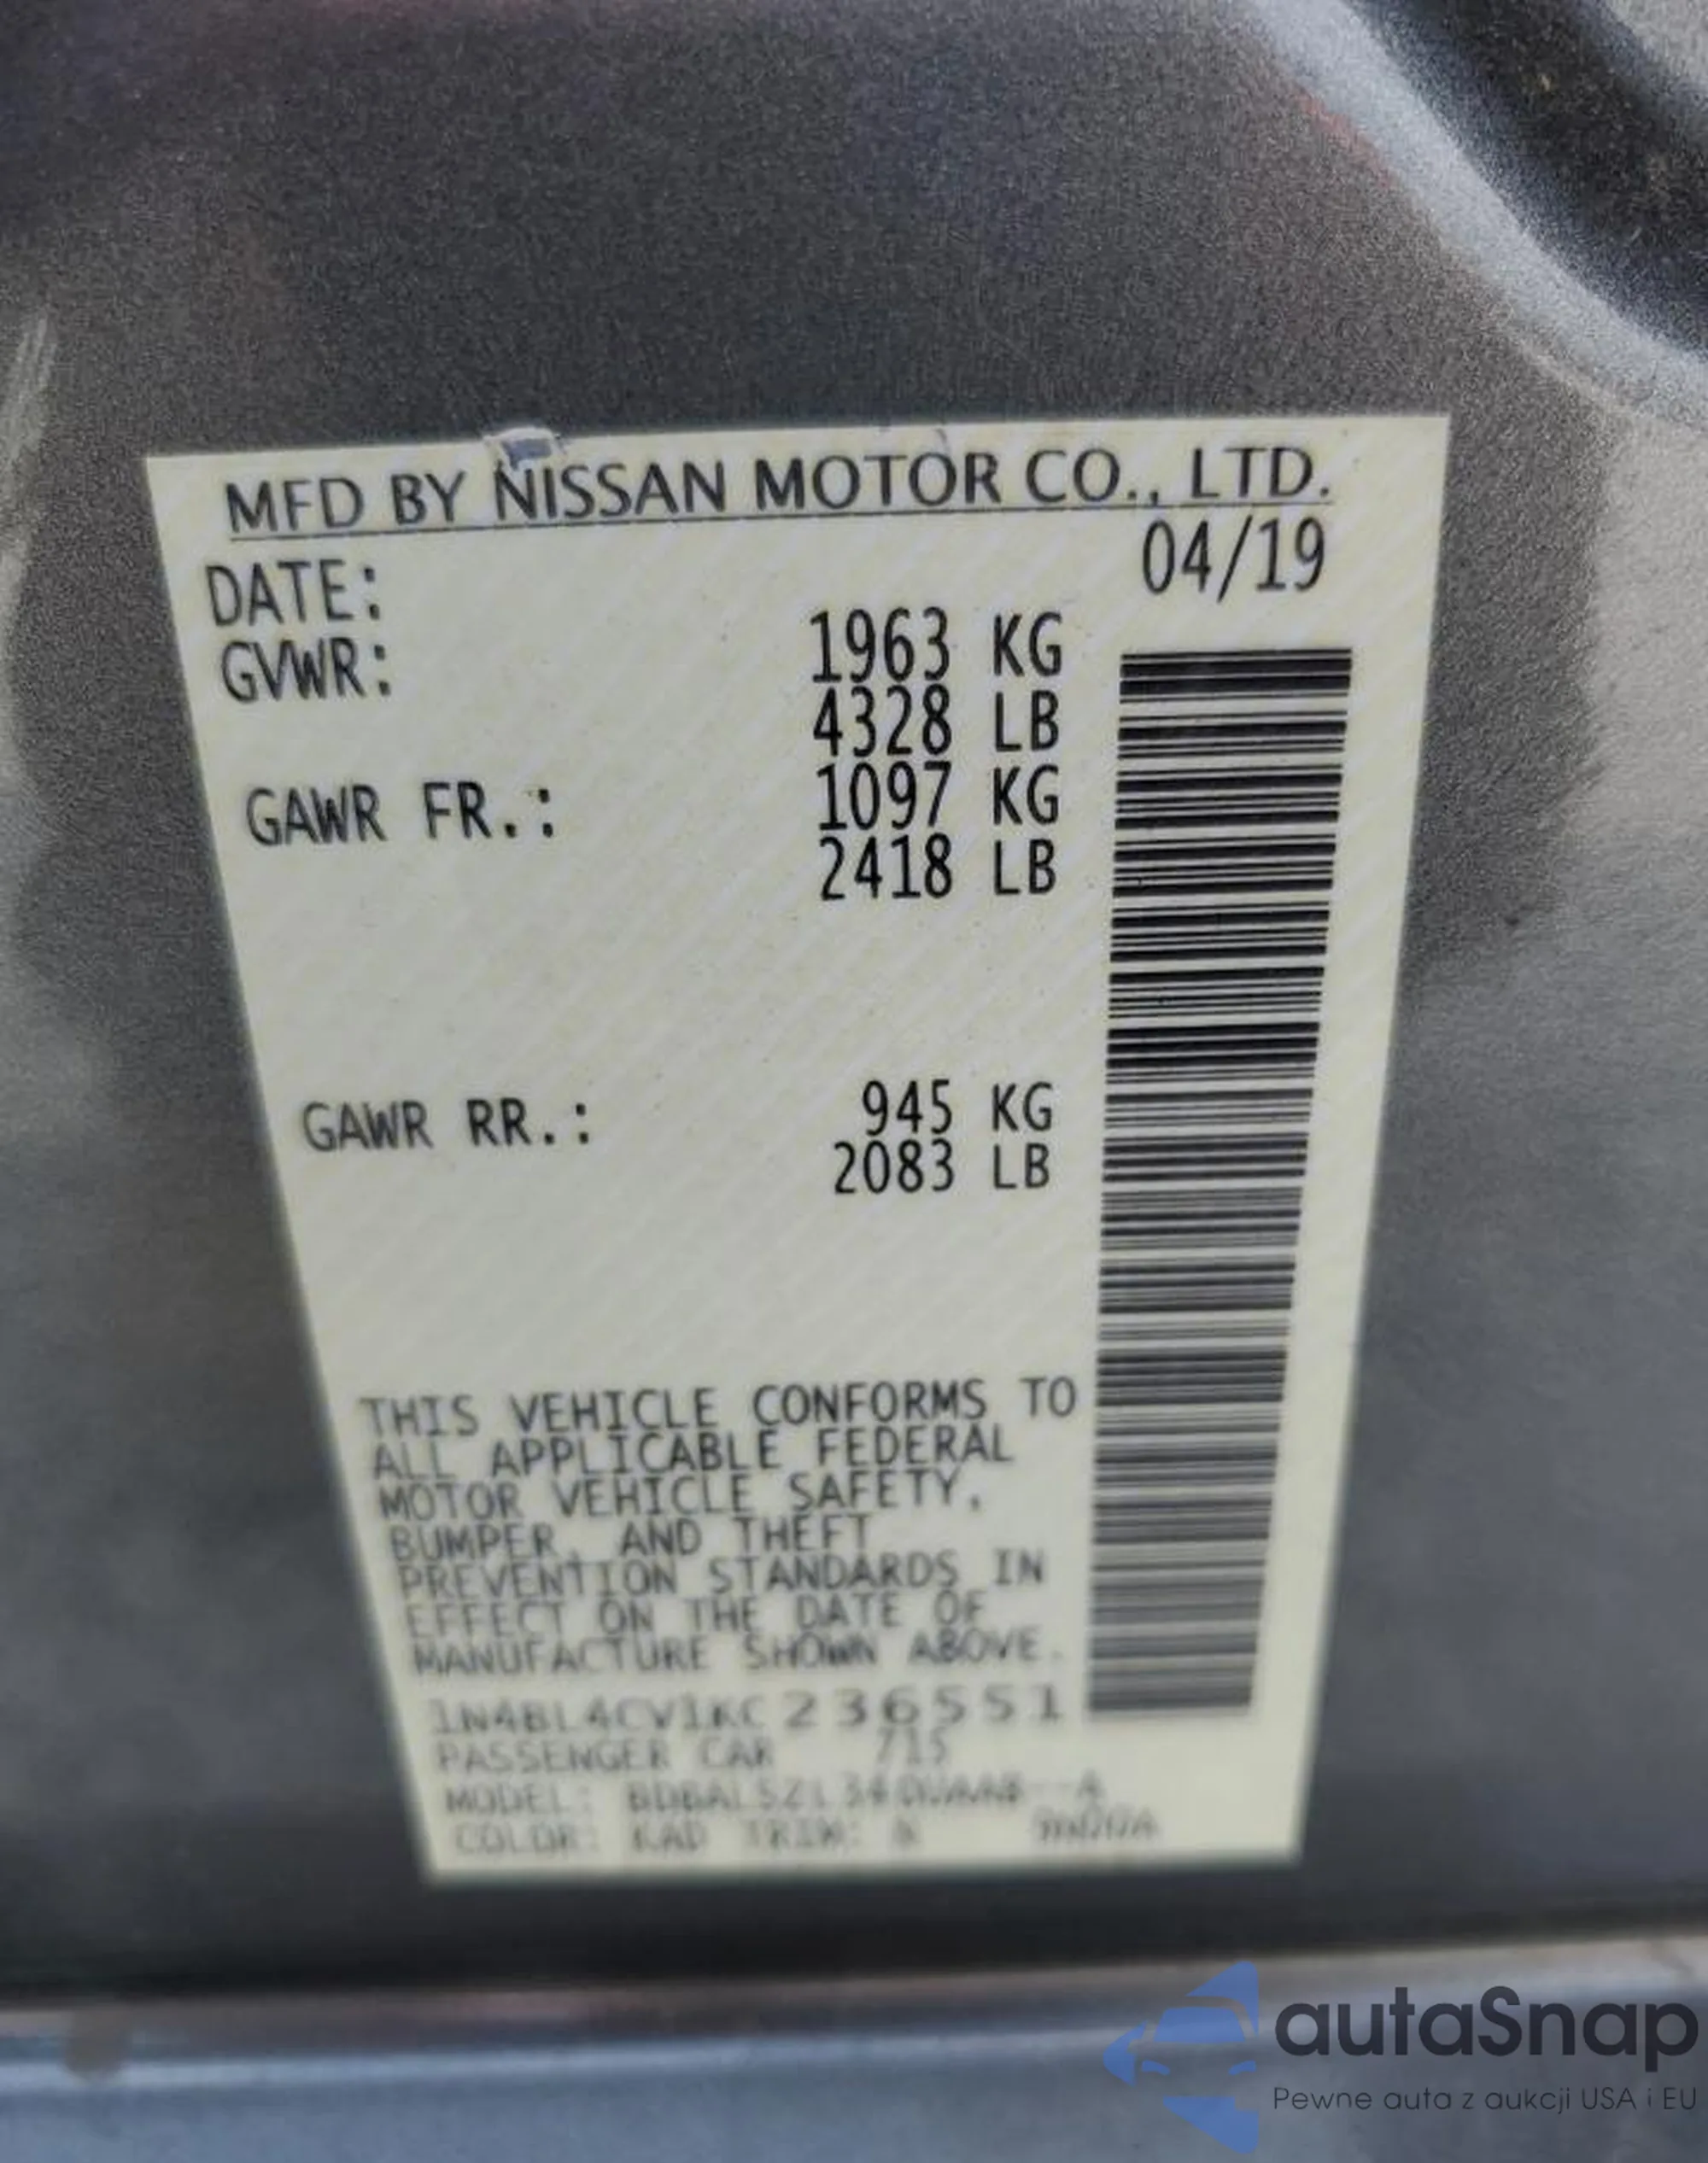 MFD BY NISSAN MOTOR CO., LTD.
DATE: 04/19
GVWR: 1963 KG
4328 LB
GAWR FR.: 1097 KG
2418 LB
GAWR RR.: 945 KG
2083 LB
THIS VEHICLE CONFORMS TO
ALL APPLICABLE FEDERAL
MOTOR VEHICLE SAFETY,
BUMPER, AND THEFT
PREVENTION STANDARDS IN
EFFECT ON THE DATE OF
MANUFACTURE SHOWN ABOVE.
1N4BL4CV1KC236551
PASSENGER CAR 715
MODEL:
COLOR: KAD TRIM:
autaSnap
Pewne auta z aukcji USA i EU